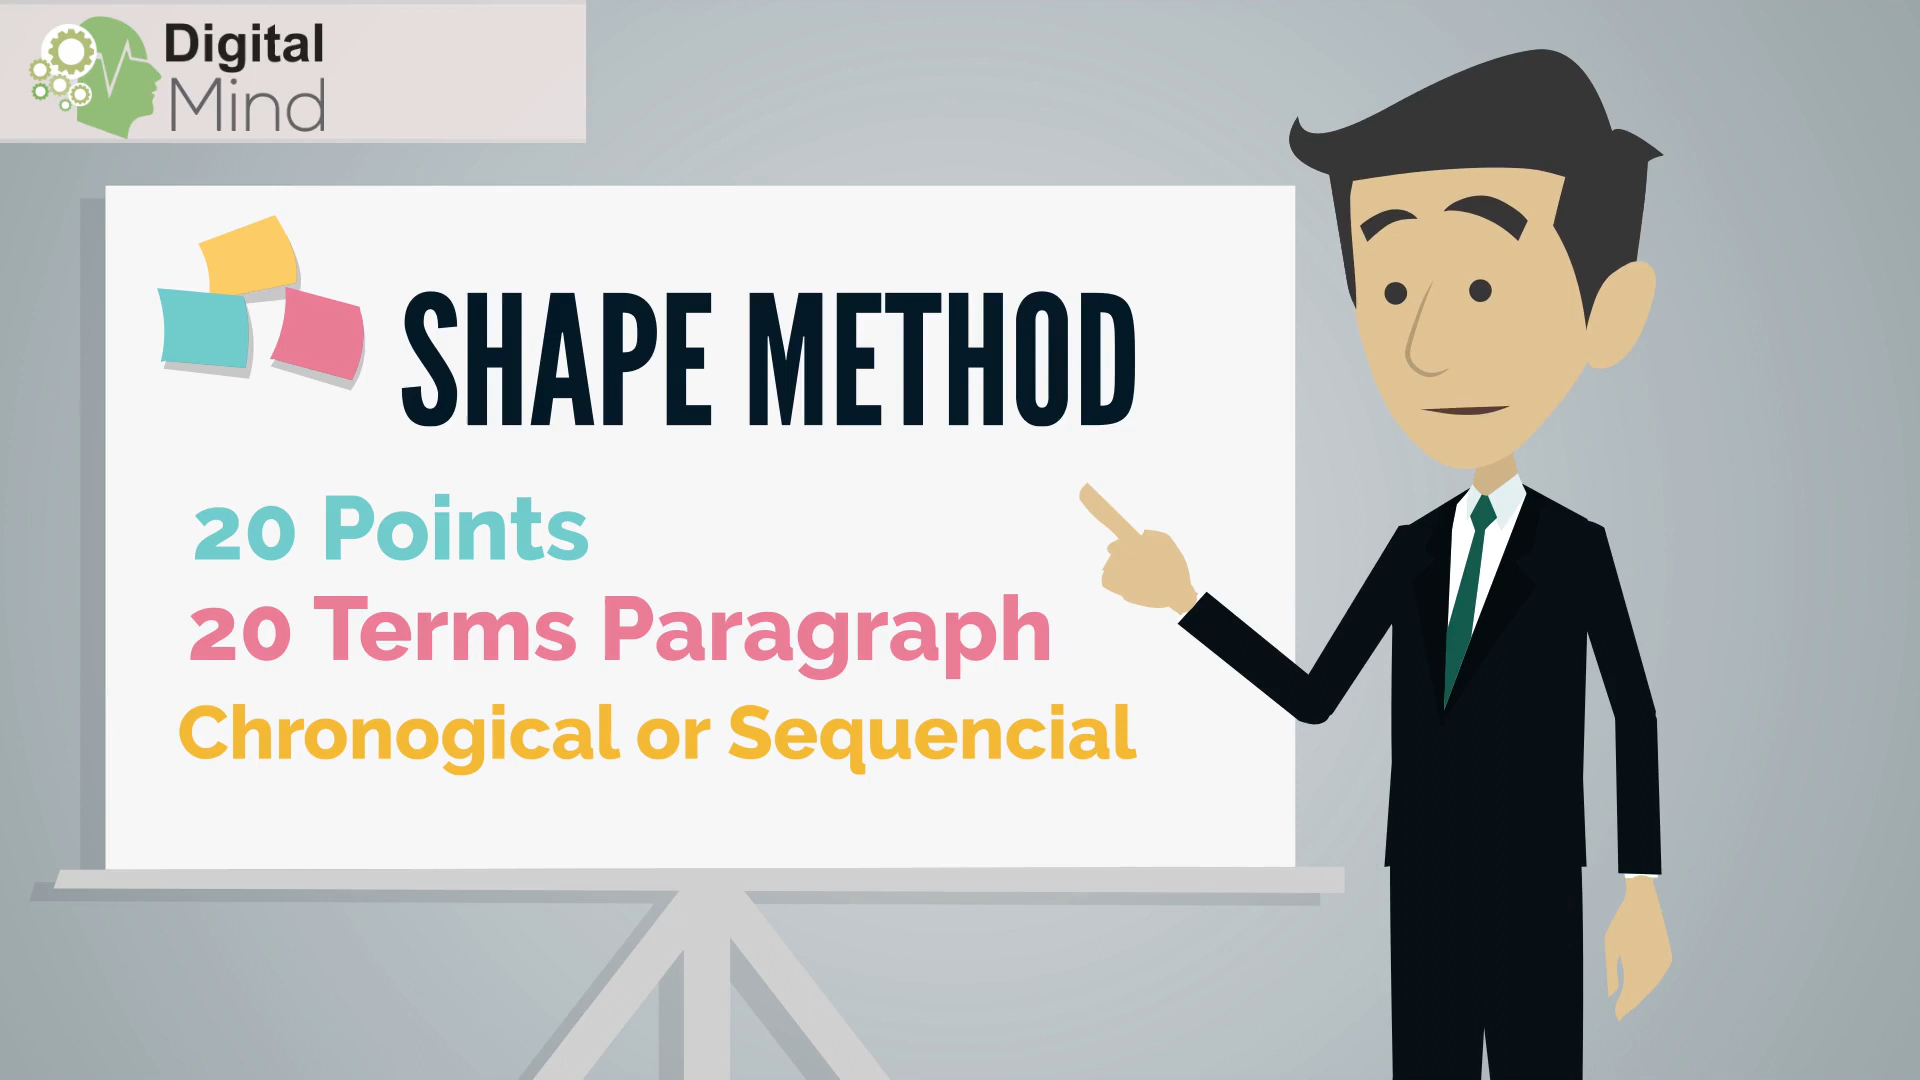 Digital
Mind
SHAPE METHOD
20 Points
20 Terms Paragraph
Chronogical or Sequencial